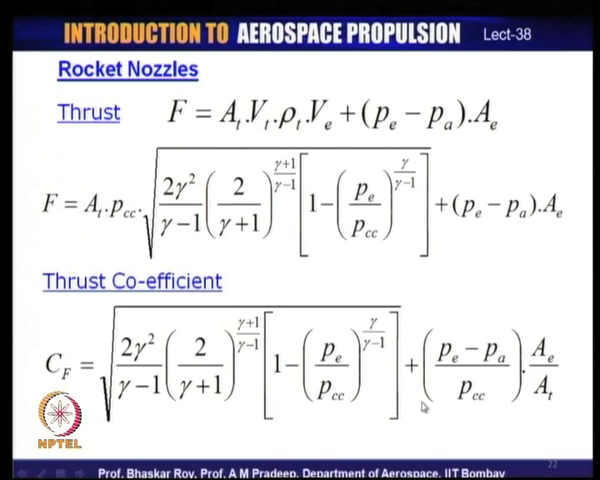 INTRODUCTION TO AEROSPACE PROPULSION Lect-38
Rocket Nozzles
Thrust F = A_t.V_t.ρ_t.V_e + (p_e − p_a).A_e
F = A_t.p_cc.√(2γ²/(γ−1) (2/(γ+1))^((γ+1)/(γ−1)) [1−(p_e/p_cc)^(γ/(γ−1))]) + (p_e − p_a).A_e
Thrust Co-efficient
C_F = √(2γ²/(γ−1) (2/(γ+1))^((γ+1)/(γ−1)) [1−(p_e/p_cc)^(γ/(γ−1))]) + ((p_e − p_a)/p_cc).A_e/A_t
NPTEL
22
Prof. Bhaskar Roy, Prof. A M Pradeep, Department of Aerospace, IIT Bombay